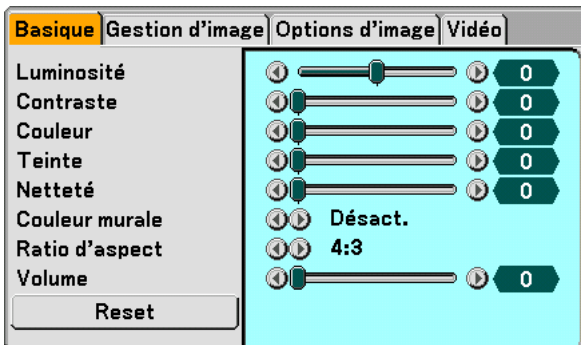 Basique Gestion d'image Options d'image Vidéo
Luminosité 0
Contraste 0
Couleur 0
Teinte 0
Netteté 0
Couleur murale Désact.
Ratio d'aspect 4:3
Volume 0
Reset